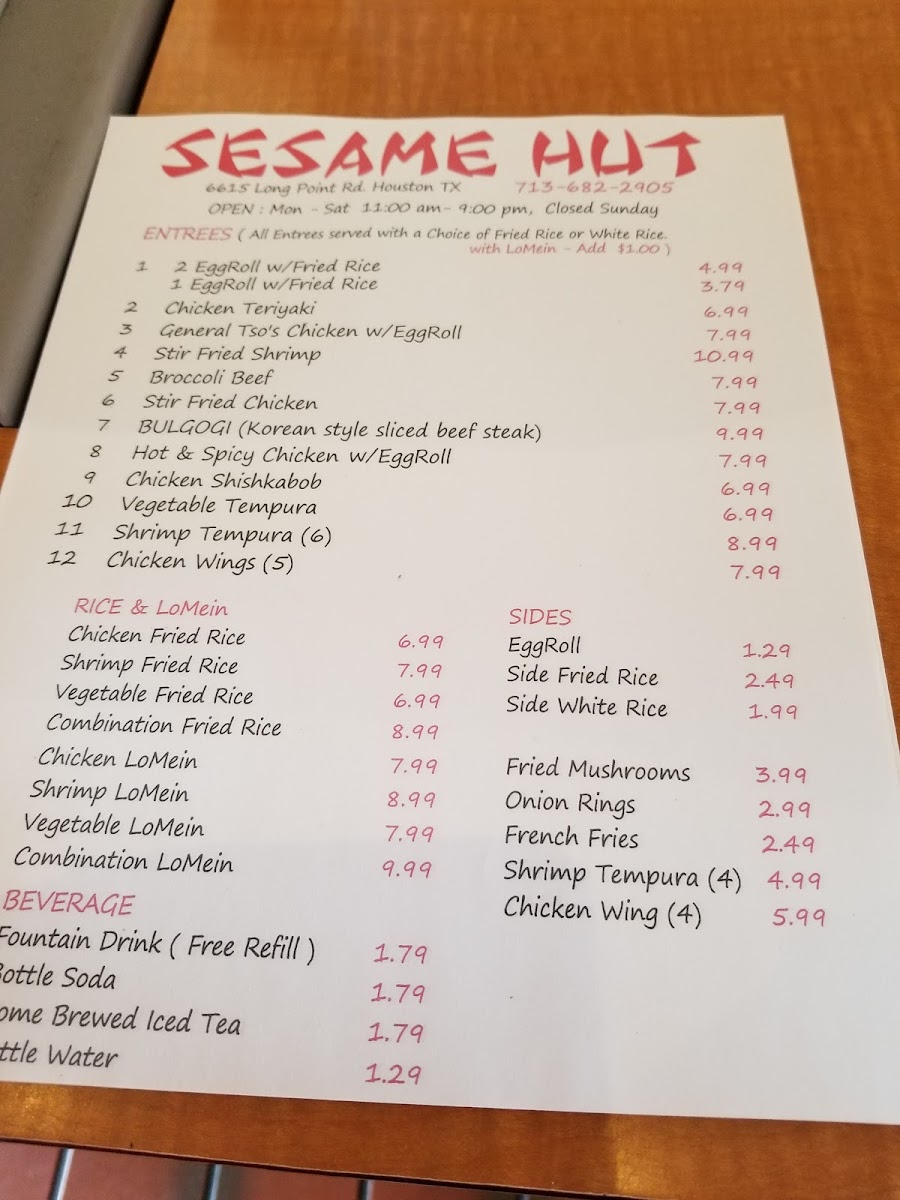 SESAME HUT
6615 Long Point Rd. Houston TX 713-682-2905
OPEN : Mon - Sat 11:00 am- 9:00 pm, Closed Sunday
ENTREES ( All Entrees served with a Choice of Fried Rice or White Rice.
with LoMein - Add $1.00 )
1 2 EggRoll w/Fried Rice 4.99
1 EggRoll w/Fried Rice 3.79
2 Chicken Teriyaki 6.99
3 General Tso's Chicken w/EggRoll 7.99
4 Stir Fried Shrimp 10.99
5 Broccoli Beef 7.99
6 Stir Fried Chicken 7.99
7 BULGOGI (Korean style sliced beef steak) 9.99
8 Hot & Spicy Chicken w/EggRoll 7.99
9 Chicken Shishkabob 6.99
10 Vegetable Tempura 6.99
11 Shrimp Tempura (6) 8.99
12 Chicken Wings (5) 7.99
RICE & LoMein
Chicken Fried Rice 6.99
Shrimp Fried Rice 7.99
Vegetable Fried Rice 6.99
Combination Fried Rice 8.99
Chicken LoMein 7.99
Shrimp LoMein 8.99
Vegetable LoMein 7.99
Combination LoMein 9.99
BEVERAGE
Fountain Drink ( Free Refill ) 1.79
Bottle Soda 1.79
ome Brewed Iced Tea 1.79
ttle Water 1.29
SIDES
EggRoll 1.29
Side Fried Rice 2.49
Side White Rice 1.99
Fried Mushrooms 3.99
Onion Rings 2.99
French Fries 2.49
Shrimp Tempura (4) 4.99
Chicken Wing (4) 5.99